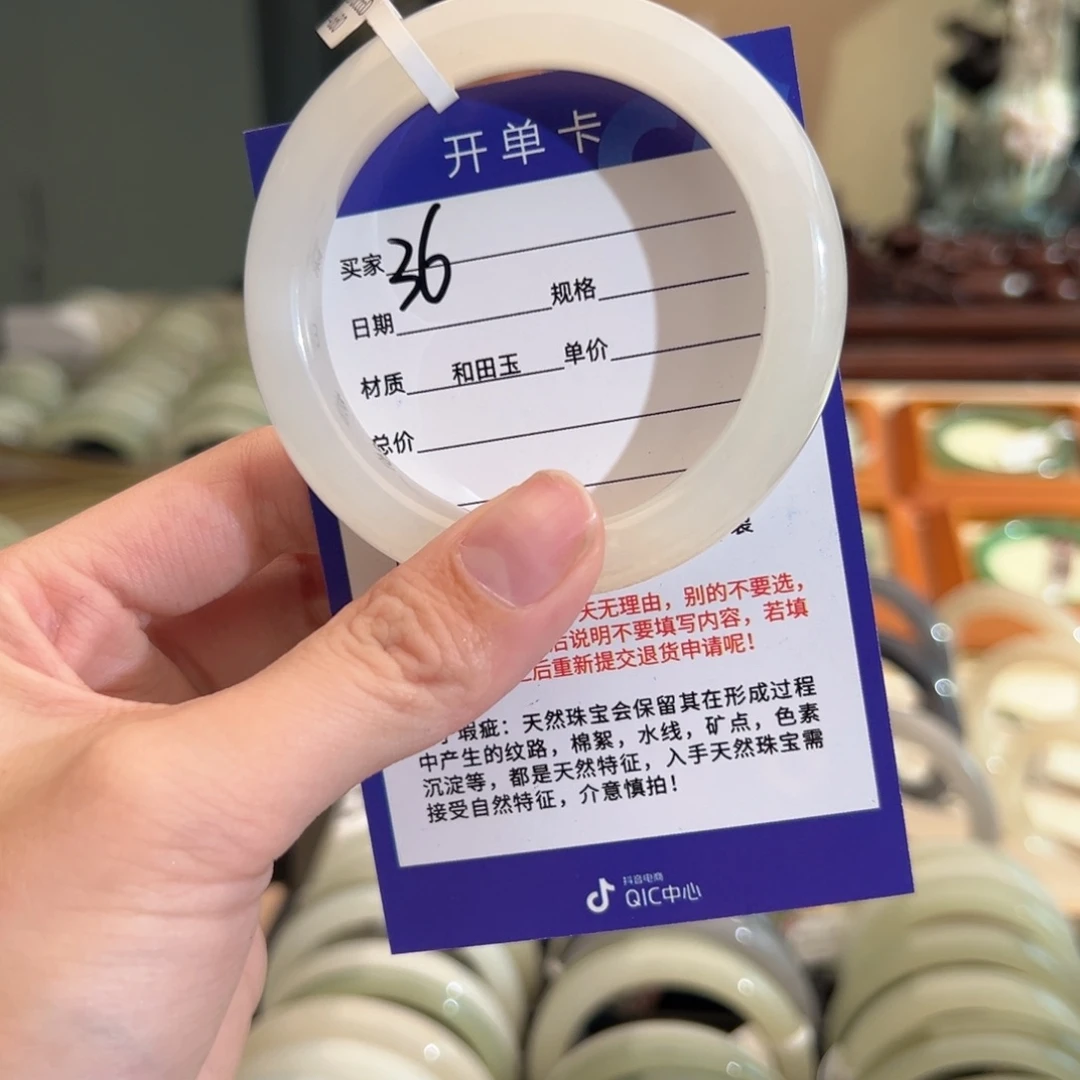 开单卡
买家 36
日期 规格
材质 和田玉 单价
总价
装
天无理由，别的不要选，
后说明不要填写内容，若填
后重新提交退货申请呢！
瑕疵：天然珠宝会保留其在形成过程
中产生的纹路，棉絮，水线，矿点，色素
沉淀等，都是天然特征，入手天然珠宝需
接受自然特征，介意慎拍！
抖音电商
QIC中心